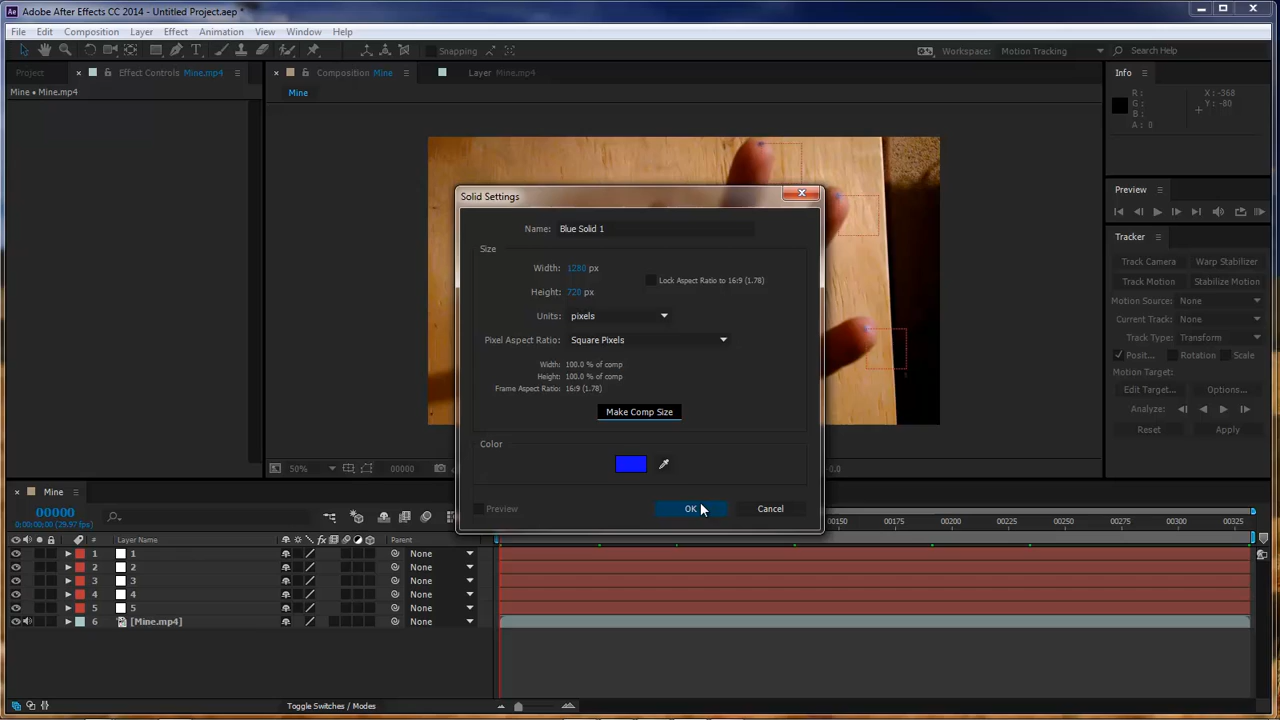 Adobe After Effects CC 2014 - Untitled Project.aep *
File Edit Composition Layer Effect Animation View Window Help
Snapping Workspace: Motion Tracking Search Help
Project Effect Controls Mine.mp4 Composition Mine Layer Mine.mp4 Info
Mine • Mine.mp4 Mine
R : X : -368
G : Y : -80
B :
A : 0
Preview
Tracker
Track Camera Warp Stabilizer
Track Motion Stabilize Motion
Motion Source: None
Current Track: None
Track Type: Transform
Posit... Rotation Scale
Motion Target:
Edit Target... Options...
Analyze:
Reset Apply
Solid Settings
Name: Blue Solid 1
Size
Width: 1280 px
Lock Aspect Ratio to 16:9 (1.78)
Height: 720 px
Units: pixels
Pixel Aspect Ratio: Square Pixels
Width: 100.0 % of comp
Height: 100.0 % of comp
Frame Aspect Ratio: 16:9 (1.78)
Make Comp Size
Color
Preview OK Cancel
50% 00000 +0.0
Mine
00000
0:00:00:00 (29.97 fps)
00150 00175 00200 00225 00250 00275 00300 00325
# Layer Name Parent
1 1 None
2 2 None
3 3 None
4 4 None
5 5 None
6 [Mine.mp4] None
Toggle Switches / Modes